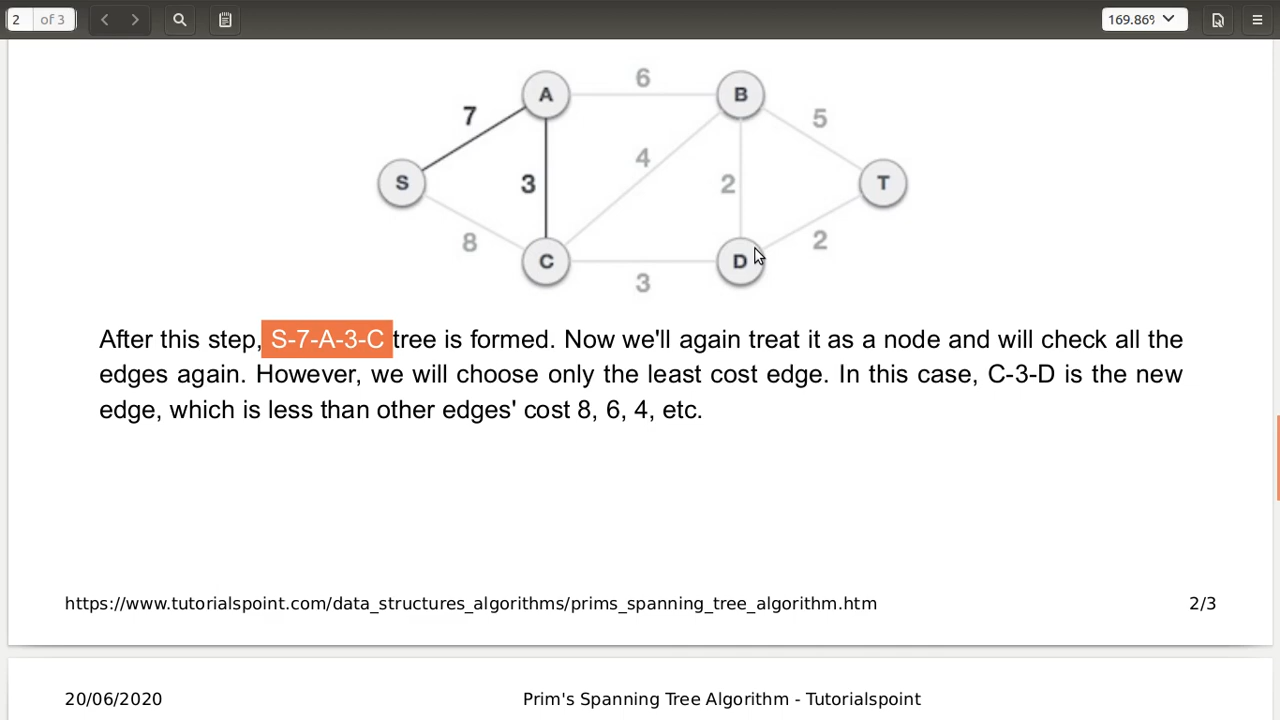 2 of 3
169.86%
6
A B
7 5
4
S 3 2 T
8 2
C D
3
After this step, S-7-A-3-C tree is formed. Now we'll again treat it as a node and will check all the
edges again. However, we will choose only the least cost edge. In this case, C-3-D is the new
edge, which is less than other edges' cost 8, 6, 4, etc.
https://www.tutorialspoint.com/data_structures_algorithms/prims_spanning_tree_algorithm.htm 2/3
20/06/2020 Prim's Spanning Tree Algorithm - Tutorialspoint